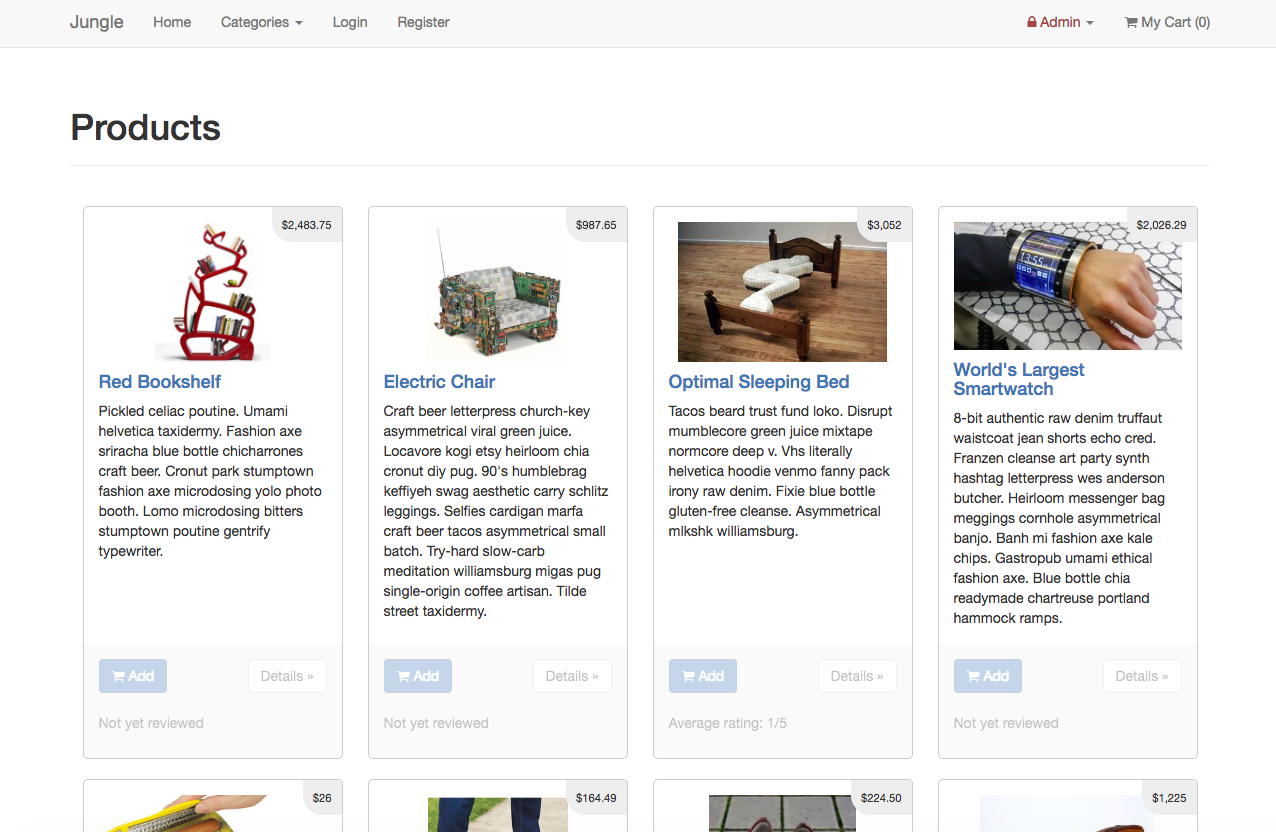 Jungle Home Categories Login Register Admin My Cart (0)
Products
$2,483.75
Red Bookshelf
Pickled celiac poutine. Umami
helvetica taxidermy. Fashion axe
sriracha blue bottle chicharrones
craft beer. Cronut park stumptown
fashion axe microdosing yolo photo
booth. Lomo microdosing bitters
stumptown poutine gentrify
typewriter.
Add Details »
Not yet reviewed
$987.65
Electric Chair
Craft beer letterpress church-key
asymmetrical viral green juice.
Locavore kogi etsy heirloom chia
cronut diy pug. 90's humblebrag
keffiyeh swag aesthetic carry schlitz
leggings. Selfies cardigan marfa
craft beer tacos asymmetrical small
batch. Try-hard slow-carb
meditation williamsburg migas pug
single-origin coffee artisan. Tilde
street taxidermy.
Add Details »
Not yet reviewed
$3,052
Optimal Sleeping Bed
Tacos beard trust fund loko. Disrupt
mumblecore green juice mixtape
normcore deep v. Vhs literally
helvetica hoodie venmo fanny pack
irony raw denim. Fixie blue bottle
gluten-free cleanse. Asymmetrical
mlkshk williamsburg.
Add Details »
Average rating: 1/5
$2,026.29
13:55
World's Largest
Smartwatch
8-bit authentic raw denim truffaut
waistcoat jean shorts echo cred.
Franzen cleanse art party synth
hashtag letterpress wes anderson
butcher. Heirloom messenger bag
meggings cornhole asymmetrical
banjo. Banh mi fashion axe kale
chips. Gastropub umami ethical
fashion axe. Blue bottle chia
readymade chartreuse portland
hammock ramps.
Add Details »
Not yet reviewed
$26
$164.49
$224.50
$1,225